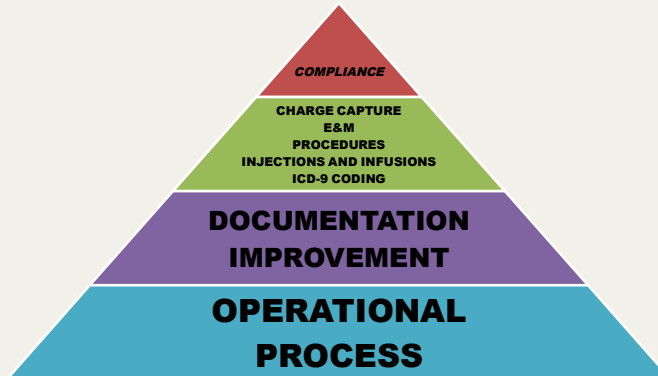 COMPLIANCE
CHARGE CAPTURE
E&M
PROCEDURES
INJECTIONS AND INFUSIONS
ICD-9 CODING
DOCUMENTATION
IMPROVEMENT
OPERATIONAL
PROCESS